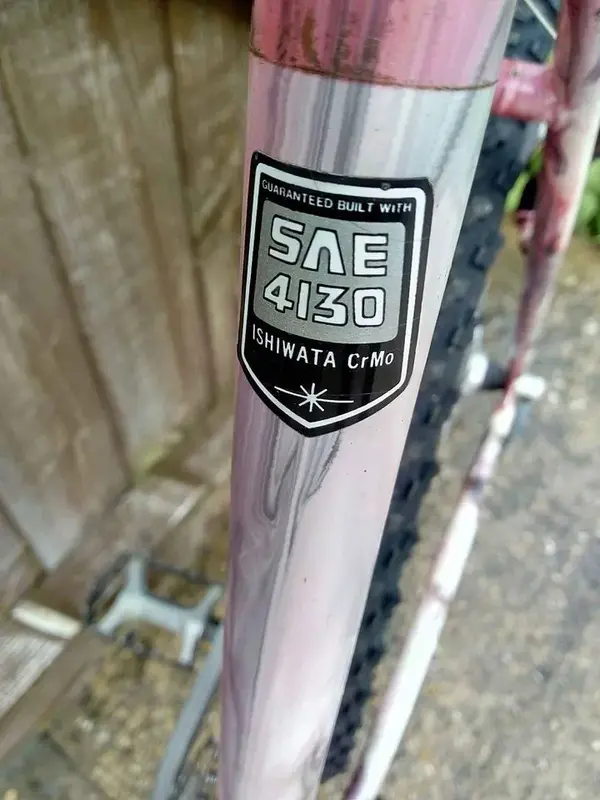 GUARANTEED BUILT WITH
SAE
4130
ISHIWATA CrMo